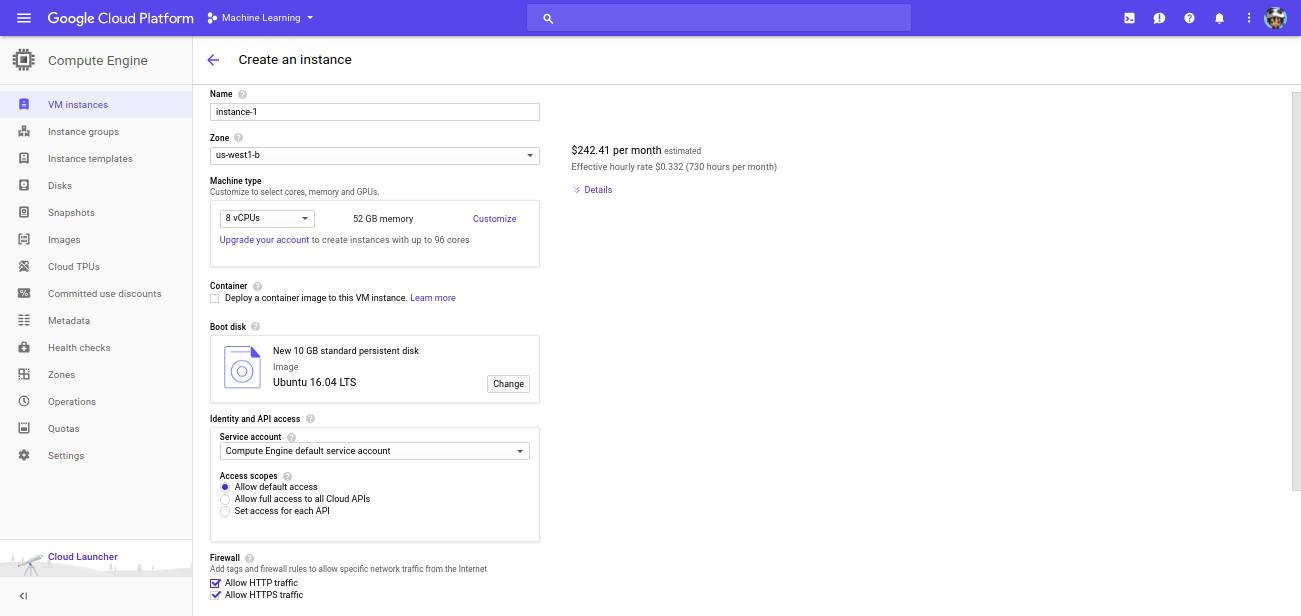 Google Cloud Platform
Machine Learning
Compute Engine
VM instances
Instance groups
Instance templates
Disks
Snapshots
Images
Cloud TPUs
Committed use discounts
Metadata
Health checks
Zones
Operations
Quotas
Settings
Cloud Launcher
Create an instance
Name
instance-1
Zone
us-west1-b
Machine type
Customize to select cores, memory and GPUs.
8 vCPUs 52 GB memory Customize
Upgrade your account to create instances with up to 96 cores
Container
Deploy a container image to this VM instance. Learn more
Boot disk
New 10 GB standard persistent disk
Image
Ubuntu 16.04 LTS
Change
Identity and API access
Service account
Compute Engine default service account
Access scopes
Allow default access
Allow full access to all Cloud APIs
Set access for each API
Firewall
Add tags and firewall rules to allow specific network traffic from the Internet
Allow HTTP traffic
Allow HTTPS traffic
$242.41 per month estimated
Effective hourly rate $0.332 (730 hours per month)
Details